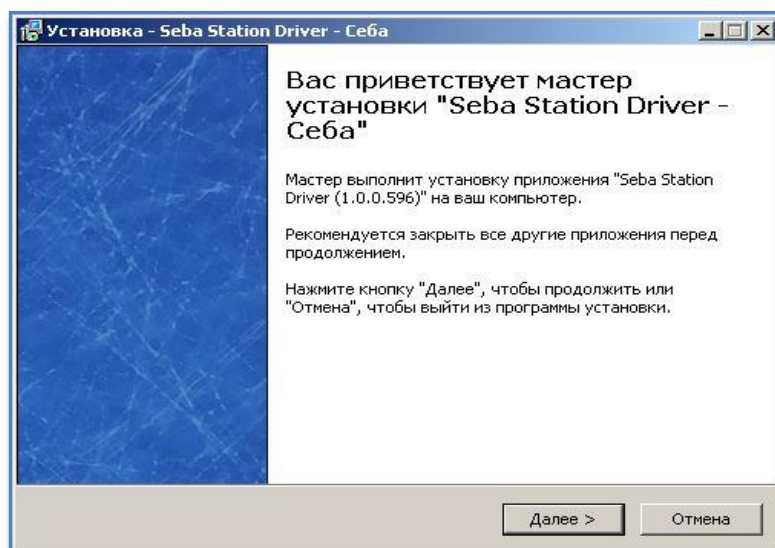 Установка - Seba Station Driver - Себа
Вас приветствует мастер
установки "Seba Station Driver -
Себа"
Мастер выполнит установку приложения "Seba Station
Driver (1.0.0.596)" на ваш компьютер.
Рекомендуется закрыть все другие приложения перед
продолжением.
Нажмите кнопку "Далее", чтобы продолжить или
"Отмена", чтобы выйти из программы установки.
Далее >
Отмена